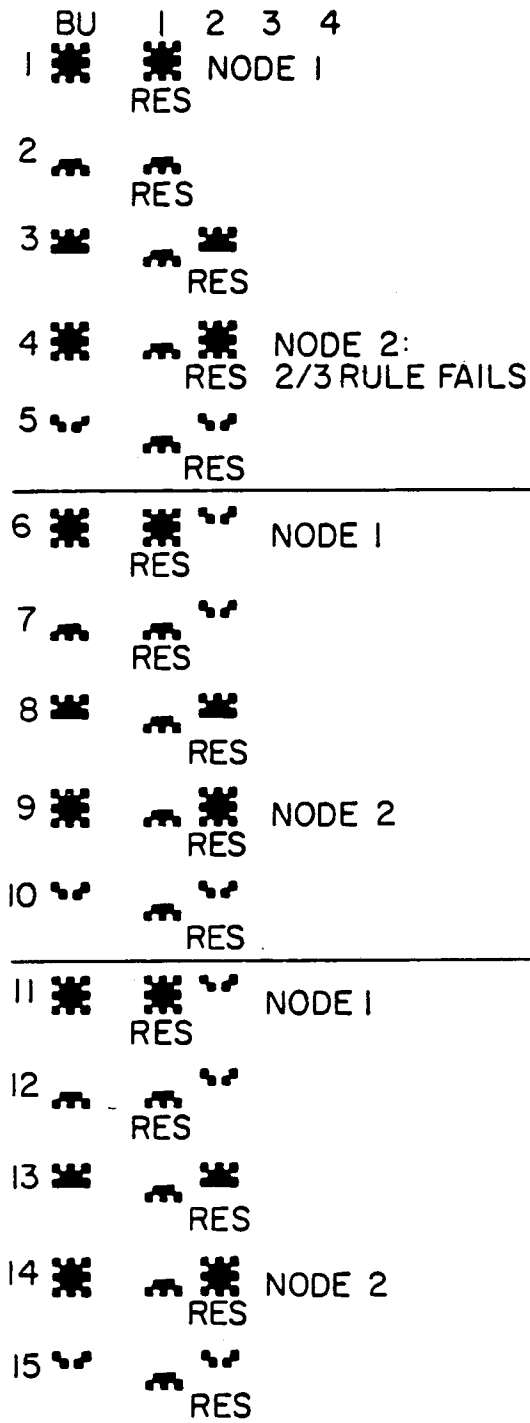 BU 1 2 3 4
1 NODE 1
RES
2
RES
3
RES
4 NODE 2:
RES 2/3 RULE FAILS
5
RES
6 NODE 1
RES
7
RES
8
RES
9 NODE 2
RES
10
RES
11 NODE 1
RES
12
RES
13
RES
14 NODE 2
RES
15
RES